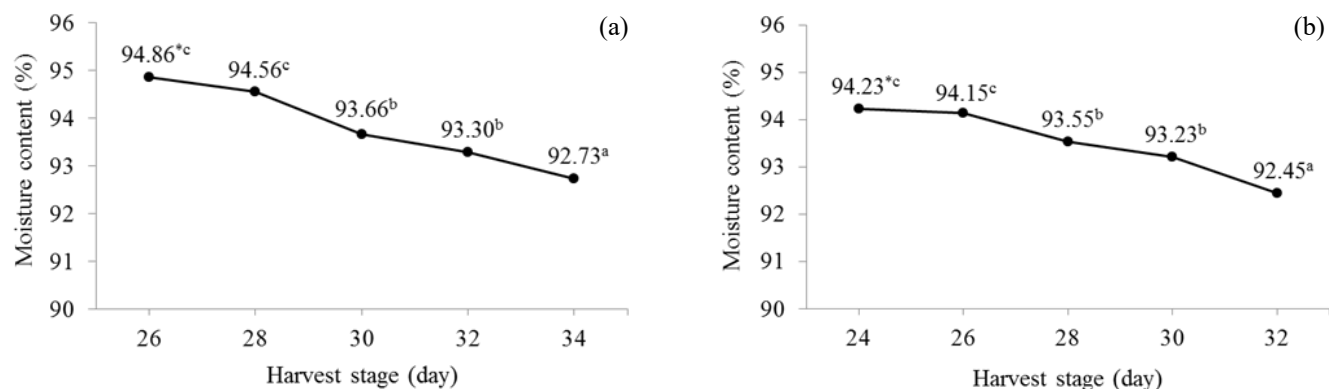 (a)
Moisture content (%)
96
95
94
93
92
91
90
94.86*c
94.56c
93.66b
93.30b
92.73a
26 28 30 32 34
Harvest stage (day)
(b)
Moisture content (%)
96
95
94
93
92
91
90
94.23*c
94.15c
93.55b
93.23b
92.45a
24 26 28 30 32
Harvest stage (day)